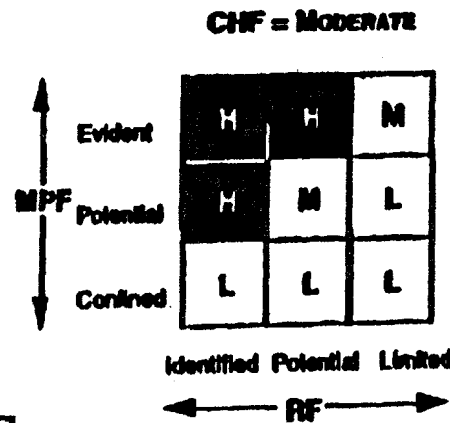 CHF = MODERATE
Evident H H M
MPF Potential H M L
Confined L L L
Identified Potential Limited
RF